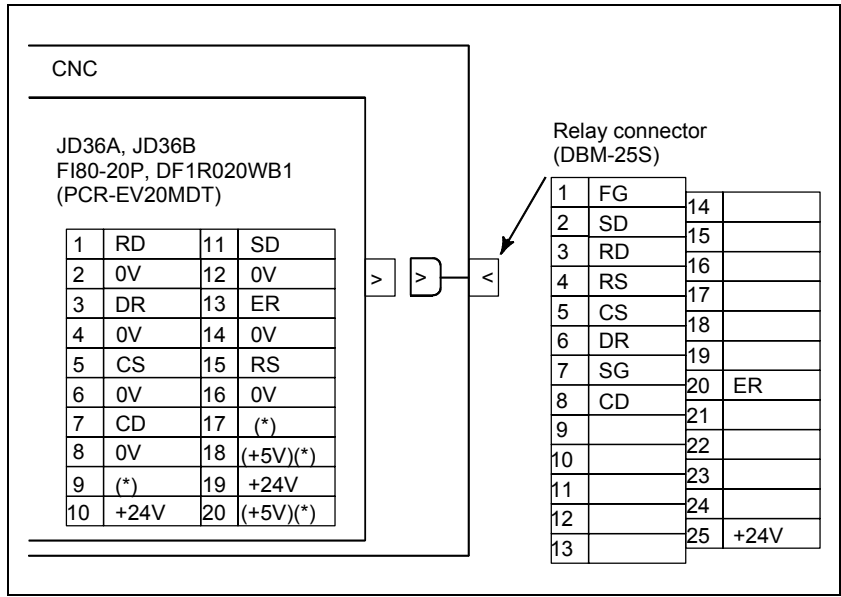 CNC
JD36A, JD36B
FI80-20P, DF1R020WB1
(PCR-EV20MDT)
1 RD 11 SD
2 0V 12 0V
3 DR 13 ER
4 0V 14 0V
5 CS 15 RS
6 0V 16 0V
7 CD 17 (*)
8 0V 18 (+5V)(*)
9 (*) 19 +24V
10 +24V 20 (+5V)(*)
> > <
Relay connector
(DBM-25S)
1 FG
2 SD
3 RD
4 RS
5 CS
6 DR
7 SG
8 CD
9
10
11
12
13
14
15
16
17
18
19
20 ER
21
22
23
24
25 +24V